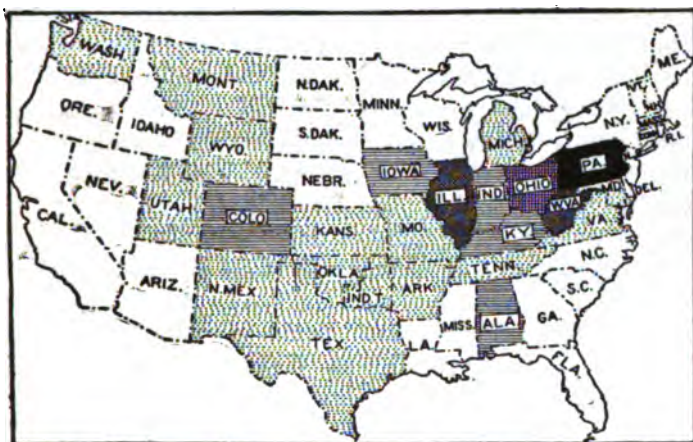 WASH.
MONT.
N.DAK.
MINN.
ME.
VT.
N.Y.
ORE.
IDAHO
S.DAK.
WIS.
MICH.
R.I.
WYO.
NEBR.
IOWA
PA.
NEV.
UTAH
COLO
ILL.
IND.
OHIO
W.VA.
MD.
DEL.
CAL.
KANS.
MO.
KY.
VA.
ARIZ.
N.MEX
OKLA.
IND.T.
ARK.
TENN.
N.C.
S.C.
TEX.
LA.
MISS.
ALA.
GA.
FLA.